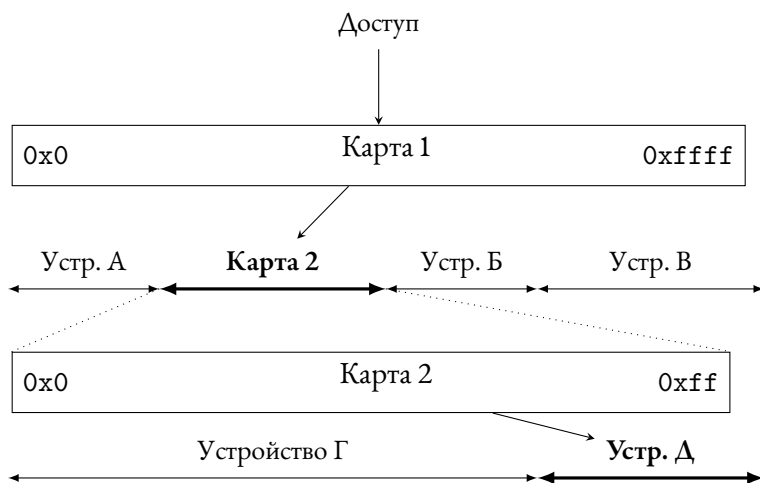 Доступ
0x0 Карта 1 0xffff
Устр. А Карта 2 Устр. Б Устр. В
0x0 Карта 2 0xff
Устройство Г Устр. Д